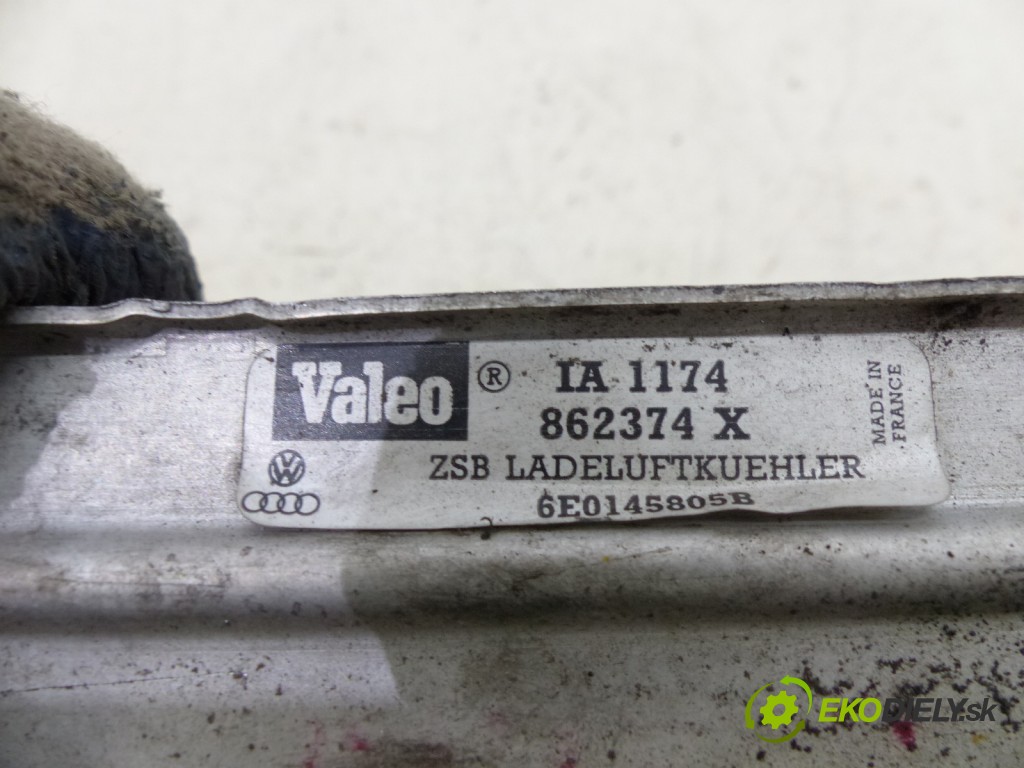 Valeo ® IA 1174
862374 X
MADE IN
FRANCE
ZSB LADELUFTKUEHLER
6E0145805B
EKODIELY.sk